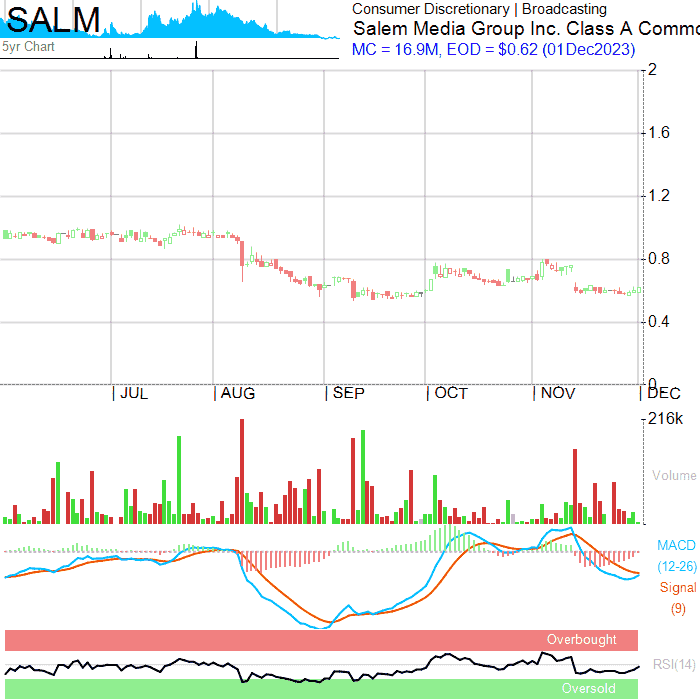 SALM
5yr Chart
Consumer Discretionary | Broadcasting
Salem Media Group Inc. Class A Commo
MC = 16.9M, EOD = $0.62 (01Dec2023)
2
1.6
1.2
0.8
0.4
0
JUL
AUG
SEP
OCT
NOV
DEC
216k
Volume
MACD
(12-26)
Signal
(9)
Overbought
RSI(14)
Oversold